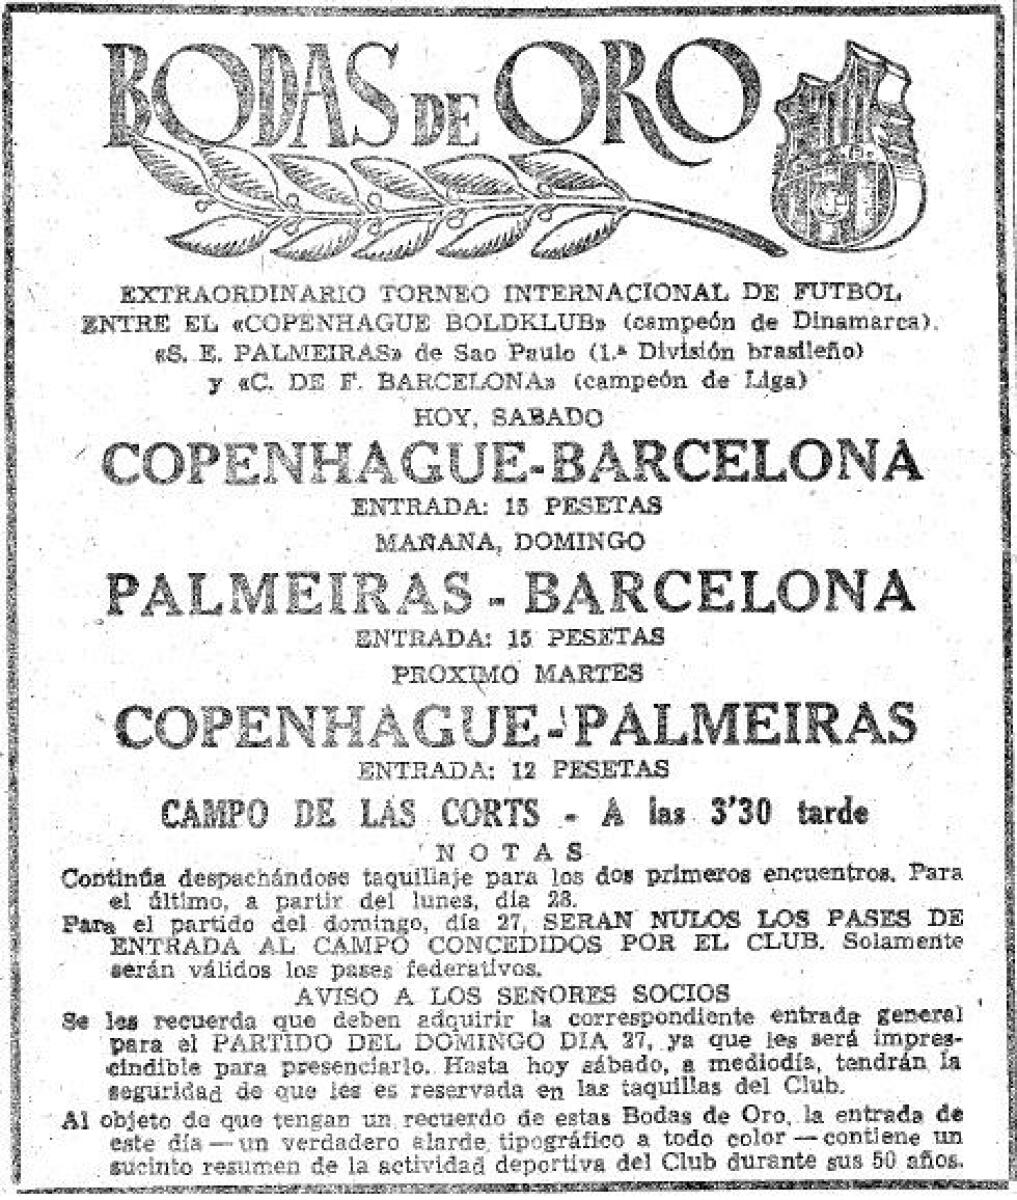 BODAS DE ORO
EXTRAORDINARIO TORNEO INTERNACIONAL DE FUTBOL
ENTRE EL «COPENHAGUE BOLDKLUB» (campeón de Dinamarca).
«S. E. PALMEIRAS» de Sao Paulo (1.ª División brasileño)
y «C. DE F. BARCELONA» (campeón de Liga)
HOY, SABADO
COPENHAGUE-BARCELONA
ENTRADA: 15 PESETAS
MAÑANA, DOMINGO
PALMEIRAS - BARCELONA
ENTRADA: 15 PESETAS
PROXIMO MARTES
COPENHAGUE-PALMEIRAS
ENTRADA: 12 PESETAS
CAMPO DE LAS CORTS - A las 3'30 tarde
NOTAS
Continúa despachándose taquillaje para los dos primeros encuentros. Para
el último, a partir del lunes, día 28.
Para el partido del domingo, día 27, SERAN NULOS LOS PASES DE
ENTRADA AL CAMPO CONCEDIDOS POR EL CLUB. Solamente
serán válidos los pases federativos.
AVISO A LOS SEÑORES SOCIOS
Se les recuerda que deben adquirir la correspondiente entrada general
para el PARTIDO DEL DOMINGO DIA 27, ya que les será impres-
cindible para presenciarlo. Hasta hoy sábado, a mediodía, tendrán la
seguridad de que les es reservada en las taquillas del Club.
Al objeto de que tengan un recuerdo de estas Bodas de Oro, la entrada de
este día — un verdadero alarde tipográfico a todo color — contiene un
sucinto resumen de la actividad deportiva del Club durante sus 50 años.